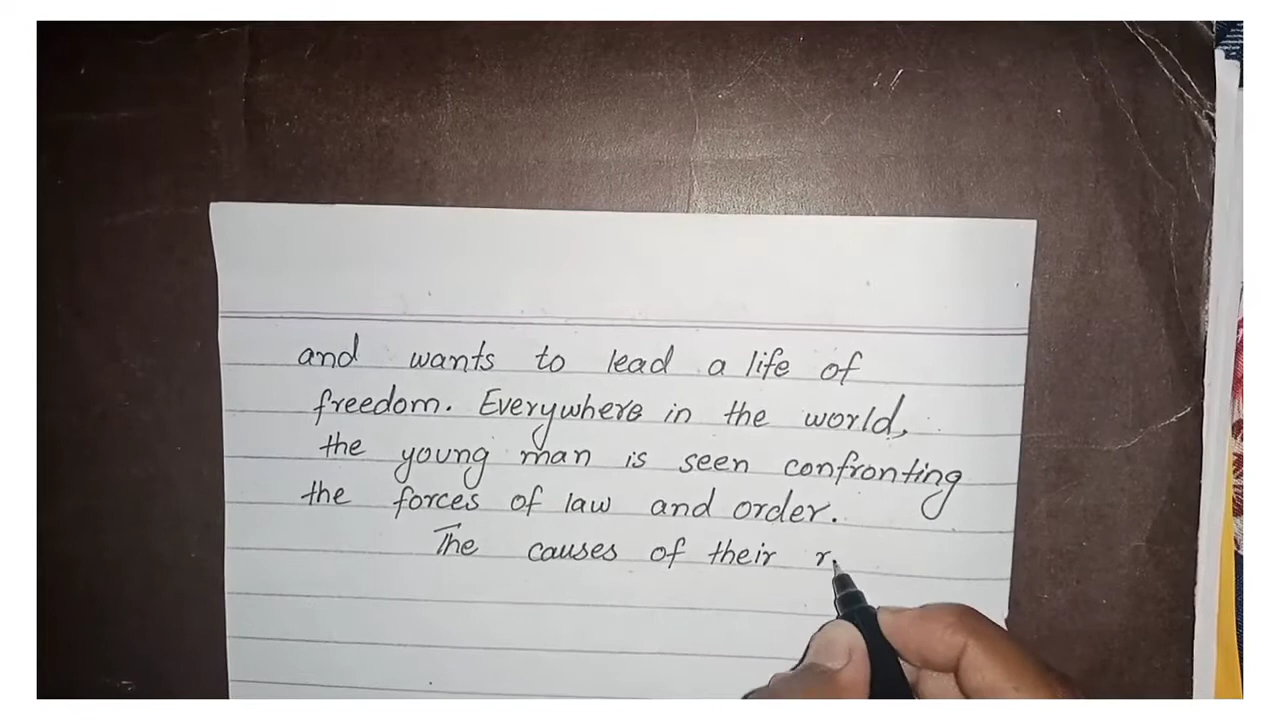 and wants to lead a life of
freedom. Everywhere in the world,
the young man is seen confronting
the forces of law and order.
The causes of their r